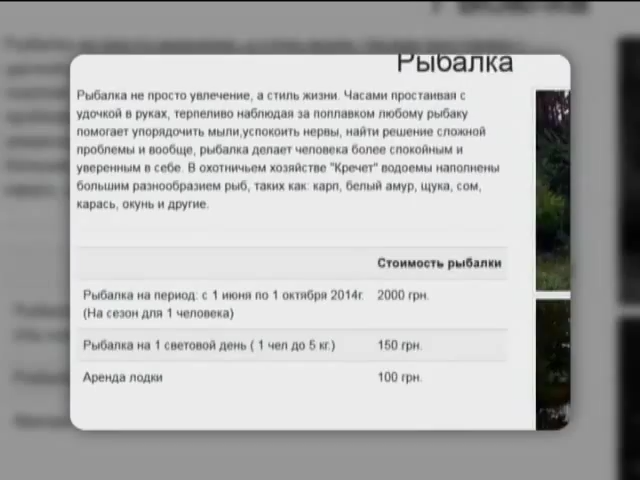 Рыбалка
Рыбалка не просто увлечение, а стиль жизни. Часами простаивая с
удочкой в руках, терпеливо наблюдая за поплавком любому рыбаку
помогает упорядочить мыли,успокоить нервы, найти решение сложной
проблемы и вообще, рыбалка делает человека более спокойным и
уверенным в себе. В охотничьем хозяйстве "Кречет" водоемы наполнены
большим разнообразием рыб, таких как: карп, белый амур, щука, сом,
карась, окунь и другие.
Стоимость рыбалки
Рыбалка на период: с 1 июня по 1 октября 2014г. 2000 грн.
(На сезон для 1 человека)
Рыбалка на 1 световой день ( 1 чел до 5 кг.) 150 грн.
Аренда лодки 100 грн.